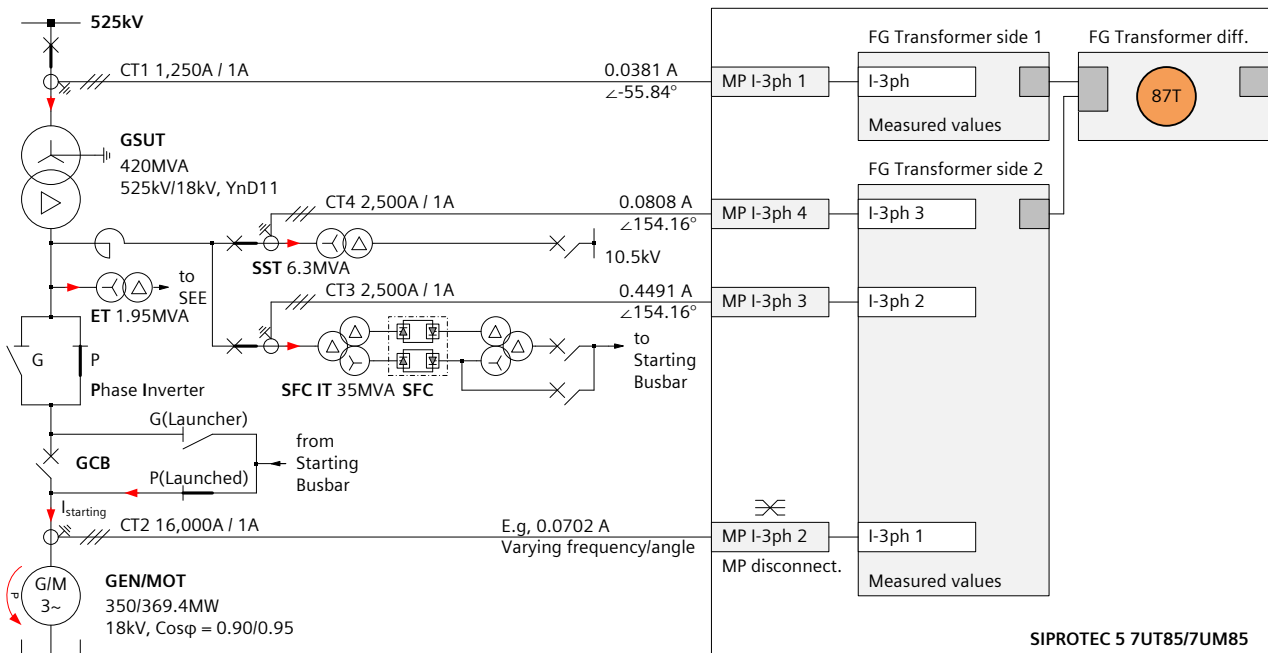 525kV
CT1 1,250A / 1A
0.0381 A
∠-55.84°
MP I-3ph 1
FG Transformer side 1
I-3ph
Measured values
FG Transformer diff.
87T
GSUT
420MVA
525kV/18kV, YnD11
FG Transformer side 2
CT4 2,500A / 1A
0.0808 A
∠154.16°
MP I-3ph 4
I-3ph 3
SST 6.3MVA
10.5kV
to
SEE
ET 1.95MVA
CT3 2,500A / 1A
0.4491 A
∠154.16°
MP I-3ph 3
I-3ph 2
G
P
Phase Inverter
SFC IT 35MVA SFC
to
Starting
Busbar
G(Launcher)
GCB
P(Launched)
from
Starting
Busbar
Istarting
CT2 16,000A / 1A
E.g, 0.0702 A
Varying frequency/angle
MP I-3ph 2
MP disconnect.
I-3ph 1
Measured values
P
G/M
3~
GEN/MOT
350/369.4MW
18kV, Cosφ = 0.90/0.95
SIPROTEC 5 7UT85/7UM85